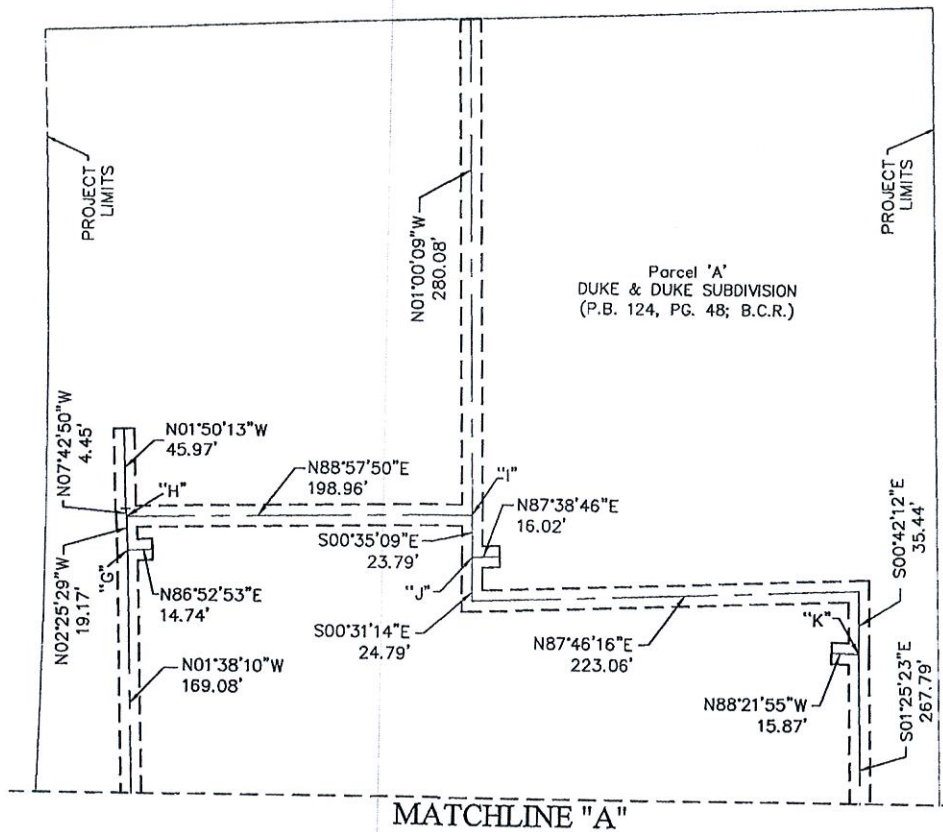 PROJECT
LIMITS
PROJECT
LIMITS
N01°00'09"W
280.08'
Parcel 'A'
DUKE & DUKE SUBDIVISION
(P.B. 124, PG. 48; B.C.R.)
N07°42'50"W
4.45'
N01°50'13"W
45.97'
"H"
N88°57'50"E
198.96'
"I"
N87°38'46"E
16.02'
S00°35'09"E
23.79'
S00°42'12"E
35.44'
N02°25'29"W
19.17'
"G"
N86°52'53"E
14.74'
"J"
S00°31'14"E
24.79'
N87°46'16"E
223.06'
"K"
N01°38'10"W
169.08'
N88°21'55"W
15.87'
S01°25'23"E
267.79'
MATCHLINE "A"